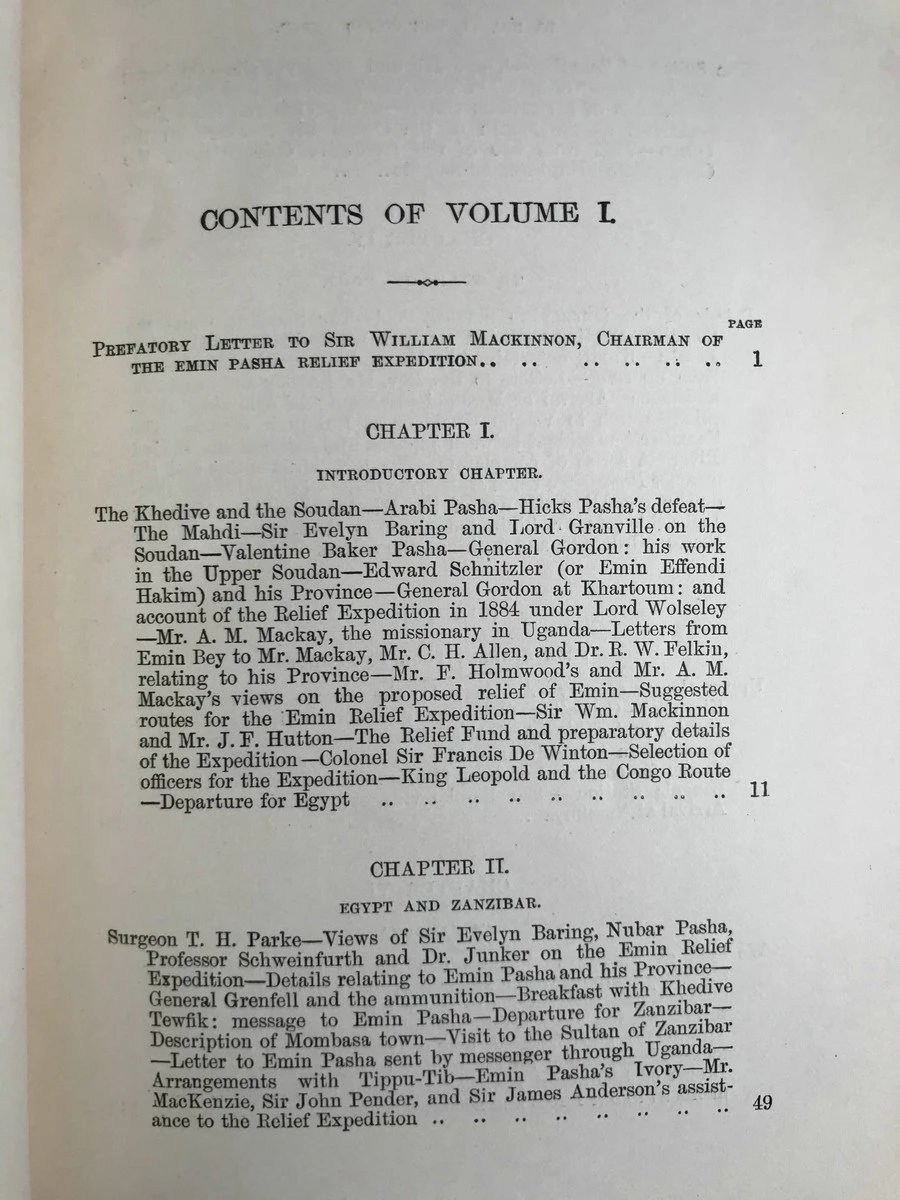 CONTENTS OF VOLUME I.
PAGE
PREFATORY LETTER TO SIR WILLIAM MACKINNON, CHAIRMAN OF
THE EMIN PASHA RELIEF EXPEDITION.. .. .. .. .. .. 1
CHAPTER I.
INTRODUCTORY CHAPTER.
The Khedive and the Soudan—Arabi Pasha—Hicks Pasha's defeat—
The Mahdi—Sir Evelyn Baring and Lord Granville on the
Soudan—Valentine Baker Pasha—General Gordon: his work
in the Upper Soudan—Edward Schnitzler (or Emin Effendi
Hakim) and his Province—General Gordon at Khartoum: and
account of the Relief Expedition in 1884 under Lord Wolseley
—Mr. A. M. Mackay, the missionary in Uganda—Letters from
Emin Bey to Mr. Mackay, Mr. C. H. Allen, and Dr. R. W. Felkin,
relating to his Province—Mr. F. Holmwood's and Mr. A. M.
Mackay's views on the proposed relief of Emin—Suggested
routes for the Emin Relief Expedition—Sir Wm. Mackinnon
and Mr. J. F. Hutton—The Relief Fund and preparatory details
of the Expedition—Colonel Sir Francis De Winton—Selection of
officers for the Expedition—King Leopold and the Congo Route
—Departure for Egypt .. .. .. .. .. .. .. .. .. 11
CHAPTER II.
EGYPT AND ZANZIBAR.
Surgeon T. H. Parke—Views of Sir Evelyn Baring, Nubar Pasha,
Professor Schweinfurth and Dr. Junker on the Emin Relief
Expedition—Details relating to Emin Pasha and his Province—
General Grenfell and the ammunition—Breakfast with Khedive
Tewfik: message to Emin Pasha—Departure for Zanzibar—
Description of Mombasa town—Visit to the Sultan of Zanzibar
—Letter to Emin Pasha sent by messenger through Uganda—
Arrangements with Tippu-Tib—Emin Pasha's Ivory—Mr.
MacKenzie, Sir John Pender, and Sir James Anderson's assist-
ance to the Relief Expedition .. .. .. .. .. .. .. .. 49